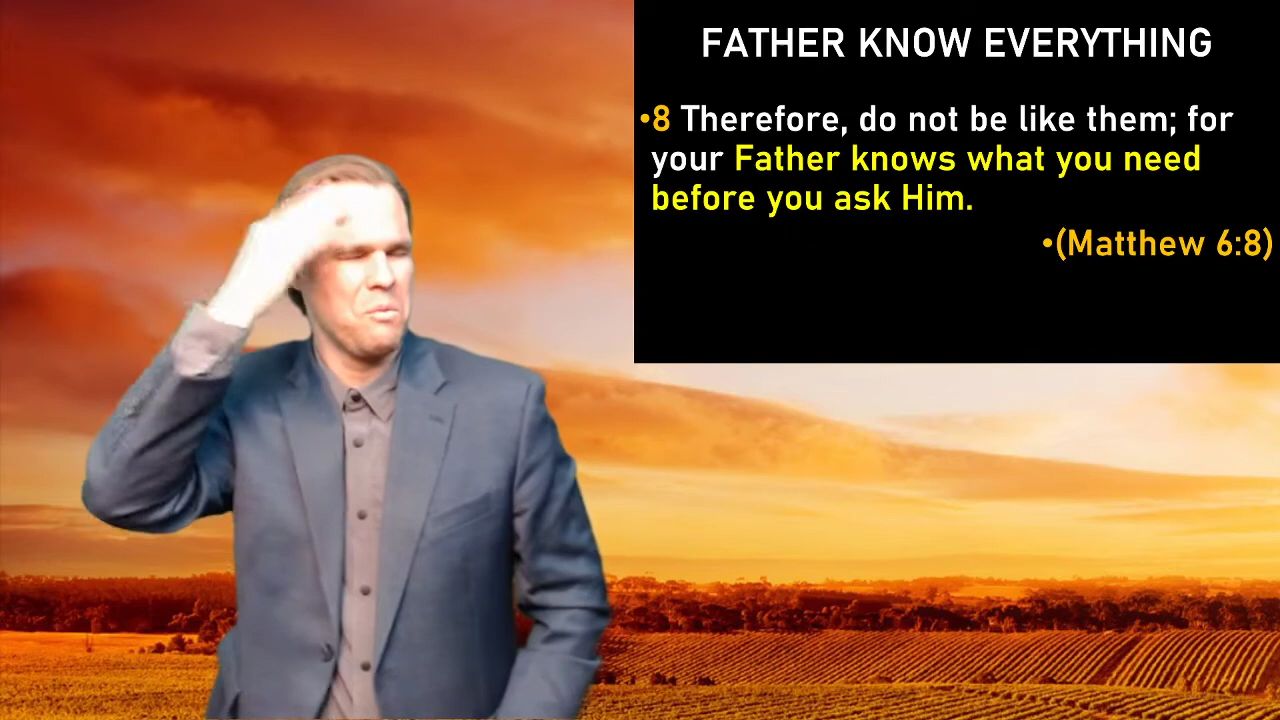 FATHER KNOW EVERYTHING
•8 Therefore, do not be like them; for
your Father knows what you need
before you ask Him.
•(Matthew 6:8)